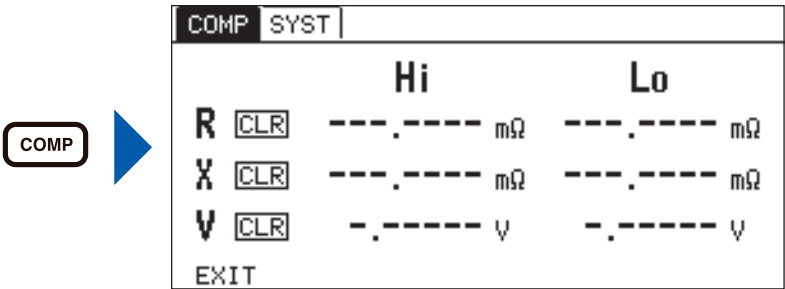 COMP
COMP SYST
Hi Lo
R CLR ---.---- mΩ ---.---- mΩ
X CLR ---.---- mΩ ---.---- mΩ
V CLR -.----- V -.----- V
EXIT